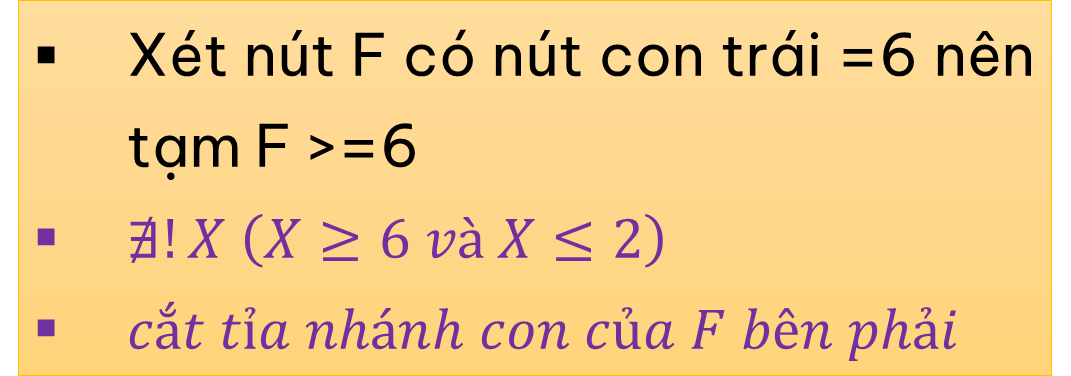 ▪ Xét nút F có nút con trái =6 nên
tạm F >=6
▪ ∄! X (X ≥ 6 và X ≤ 2)
▪ cắt tỉa nhánh con của F bên phải